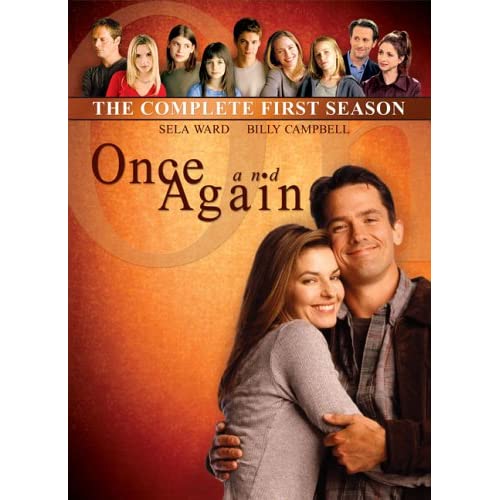 THE COMPLETE FIRST SEASON
SELA WARD BILLY CAMPBELL
Once and
Again